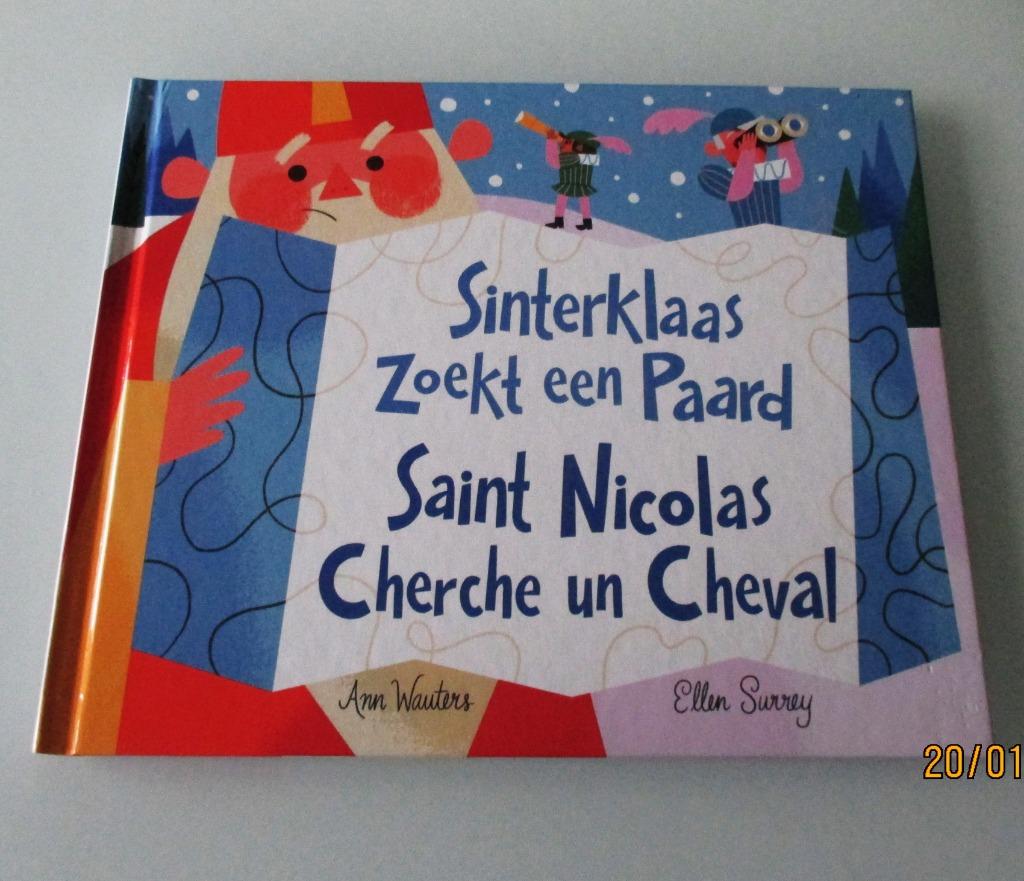 Sinterklaas
Zoekt een Paard
Saint Nicolas
Cherche un Cheval
Ann Wauters Ellen Surrey
20/01